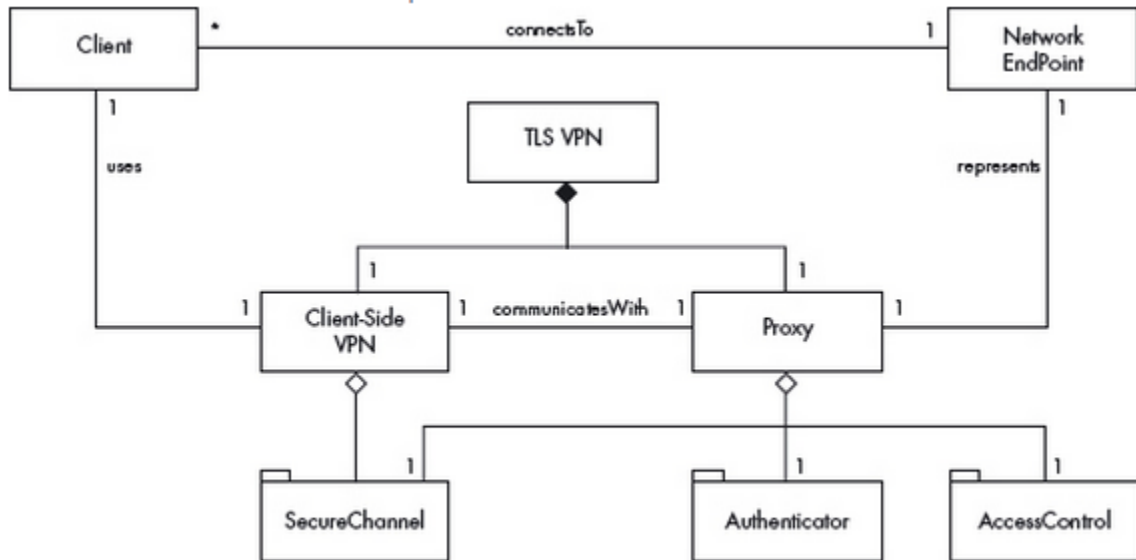 * connectsTo 1
Client
Network
EndPoint
1
1
TLS VPN
uses
represents
1
1
1
1 communicatesWith 1
1
Client-Side
VPN
Proxy
1
1
1
SecureChannel
Authenticator
AccessControl